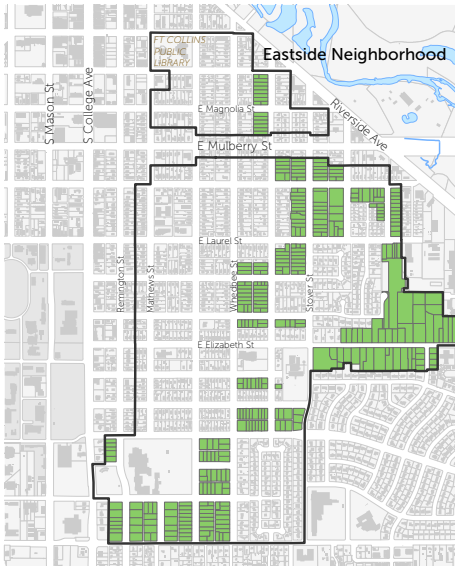 FT COLLINS
PUBLIC
LIBRARY
Eastside Neighborhood
S Mason St
S College Ave
E Magnolia St
Riverside Ave
E Mulberry St
E Laurel St
Remington St
Mathews St
Whedbee St
Stover St
E Elizabeth St